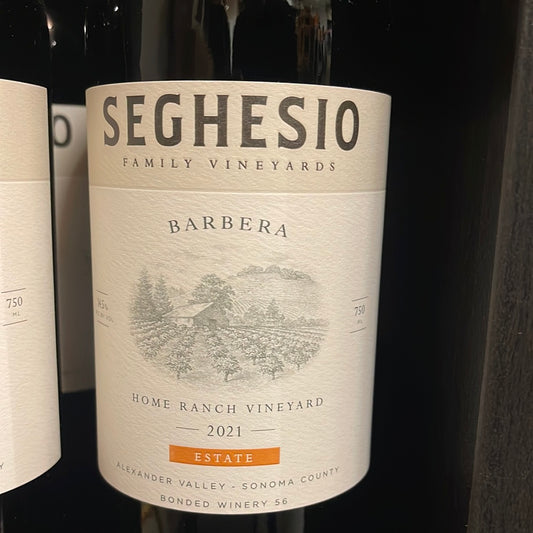 SEGHESIO
FAMILY VINEYARDS
BARBERA
750
ML
750
ML
HOME RANCH VINEYARD
2021
ESTATE
ALEXANDER VALLEY - SONOMA COUNTY
BONDED WINERY 56
O
Y